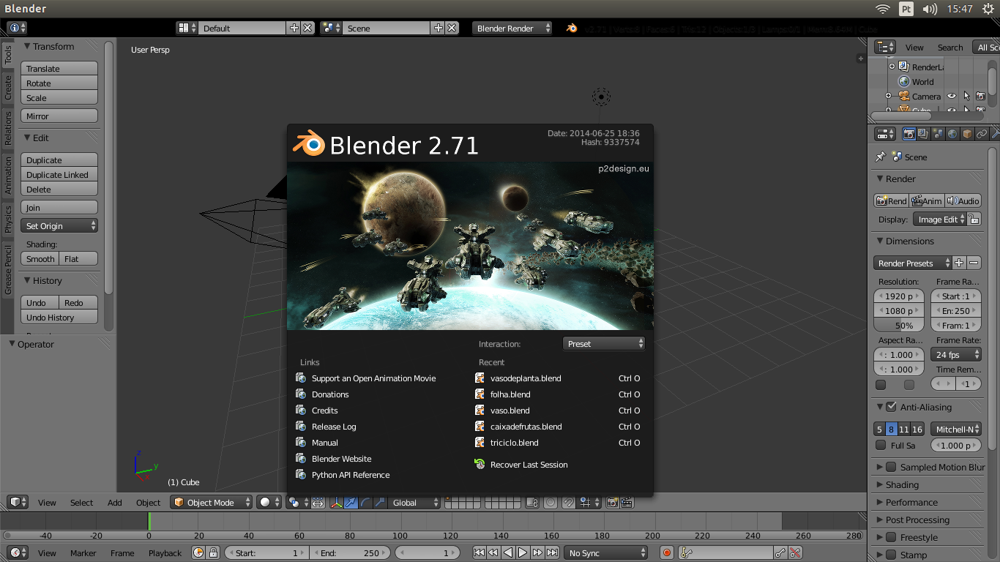 Blender
Pt
15:47
Default
Scene
Blender Render
v2.71 | Verts:8 | Faces:6 | Tris:12 | Objects:1/3 | Lamps:0/1 | Mem:8.64M | Cube
Tools
Create
Relations
Animation
Physics
Grease Pencil
Transform
Translate
Rotate
Scale
Mirror
Edit
Duplicate
Duplicate Linked
Delete
Join
Set Origin
Shading:
Smooth Flat
History
Undo Redo
Undo History
Operator
User Persp
Blender 2.71
Date: 2014-06-25 18:36
Hash: 9337574
p2design.eu
Interaction: Preset
Links
Support an Open Animation Movie
Donations
Credits
Release Log
Manual
Blender Website
Python API Reference
Recent
vasodeplanta.blend Ctrl O
folha.blend Ctrl O
vaso.blend Ctrl O
caixadefrutas.blend Ctrl O
triciclo.blend Ctrl O
Recover Last Session
z
y
x
(1) Cube
View Select Add Object Object Mode Global
-40 -20 0 20 40 60 80 100 120 140 160 180 200 220 240 260 280
View Marker Frame Playback Start: 1 End: 250 1 No Sync
View Search All Sc
RenderLa
World
Camera
Cube
Scene
Render
Rend Anim Audio
Display: Image Edit
Dimensions
Render Presets
Resolution: Frame Ra...
1920 p Start :1
1080 p En: 250
50% Fram: 1
Aspect Ra... Frame Rate:
: 1.000 24 fps
: 1.000 Time Rem...
:1
Anti-Aliasing
5 8 11 16 Mitchell-N
Full Sa 1.000 p
Sampled Motion Blur
Shading
Performance
Post Processing
Freestyle
Stamp